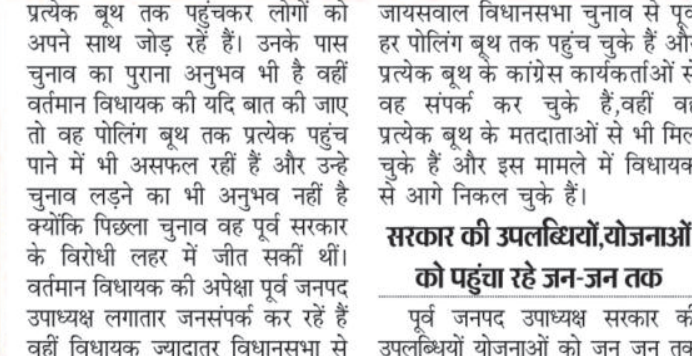 प्रत्येक बूथ तक पहुंचकर लोगों को
अपने साथ जोड़ रहें हैं। उनके पास
चुनाव का पुराना अनुभव भी है वहीं
वर्तमान विधायक की यदि बात की जाए
तो वह पोलिंग बूथ तक प्रत्येक पहुंच
पाने में भी असफल रहीं हैं और उन्हे
चुनाव लड़ने का भी अनुभव नहीं है
क्योंकि पिछला चुनाव वह पूर्व सरकार
के विरोधी लहर में जीत सकीं थीं।
वर्तमान विधायक की अपेक्षा पूर्व जनपद
उपाध्यक्ष लगातार जनसंपर्क कर रहें हैं
वहीं विधायक ज्यादातर विधानसभा से
जायसवाल विधानसभा चुनाव से
हर पोलिंग बूथ तक पहुंच चुके हैं
प्रत्येक बूथ के कांग्रेस कार्यकर्ताओं
वह संपर्क कर चुके हैं,वहीं
प्रत्येक बूथ के मतदाताओं से भी
चुके हैं और इस मामले में विधायक
से आगे निकल चुके हैं।
सरकार की उपलब्धियों,योजनाओं
को पहुंचा रहे जन-जन तक
पूर्व जनपद उपाध्यक्ष सरकार
उपलब्धियों योजनाओं को जन जन